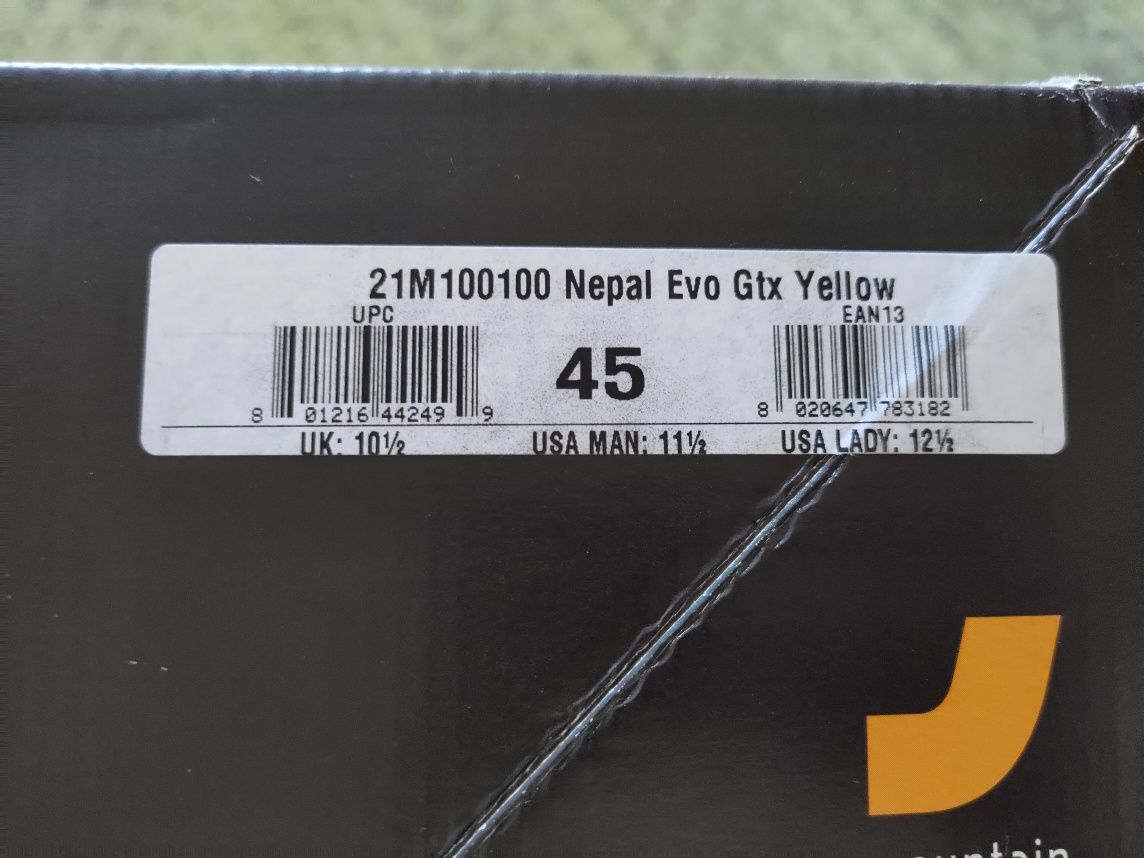 21M100100 Nepal Evo Gtx Yellow
UPC
EAN13
45
8 01216 44249 9
8 020647 783182
UK: 10½
USA MAN: 11½
USA LADY: 12½